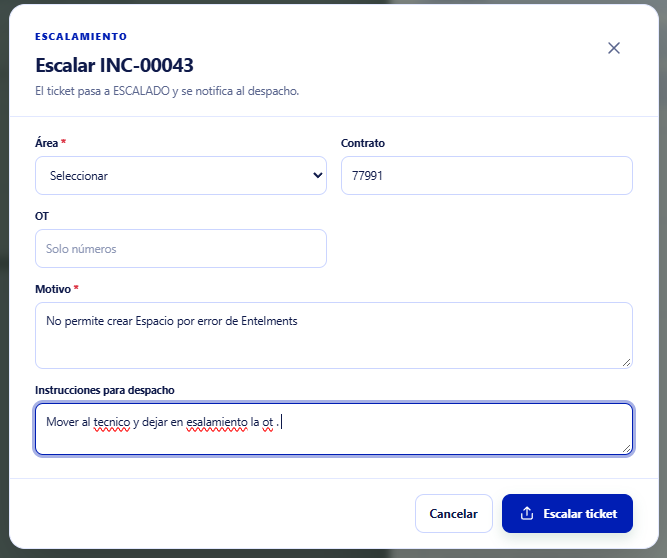 ESCALAMIENTO
Escalar INC-00043
El ticket pasa a ESCALADO y se notifica al despacho.
Área *
Contrato
Seleccionar
77991
OT
Solo números
Motivo *
No permite crear Espacio por error de Entelments
Instrucciones para despacho
Mover al tecnico y dejar en esalamiento la ot .
Cancelar
Escalar ticket